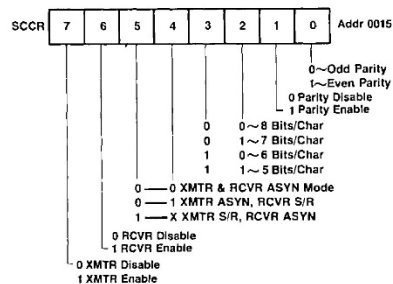 SCCR 7 6 5 4 3 2 1 0 Addr 0015
0～Odd Parity
1～Even Parity
0 Parity Disable
1 Parity Enable
0 0～8 Bits/Char
0 1～7 Bits/Char
1 0～6 Bits/Char
1 1～5 Bits/Char
0 — 0 XMTR & RCVR ASYN Mode
0 — 1 XMTR ASYN, RCVR S/R
1 — X XMTR S/R, RCVR ASYN
0 RCVR Disable
1 RCVR Enable
0 XMTR Disable
1 XMTR Enable